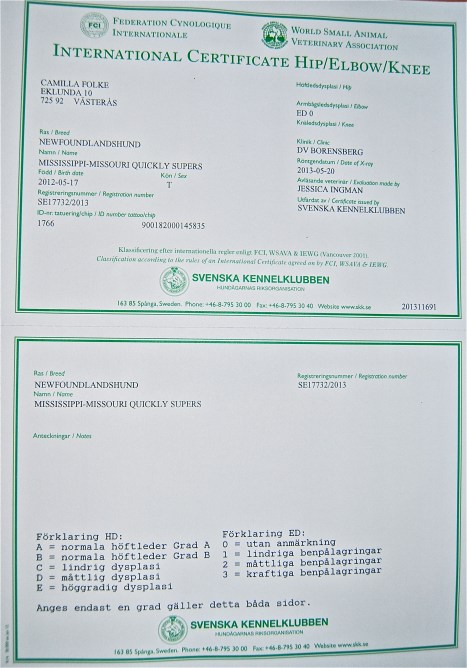 FCI
FEDERATION CYNOLOGIQUE
INTERNATIONALE
WORLD SMALL ANIMAL
VETERINARY ASSOCIATION
INTERNATIONAL CERTIFICATE HIP/ELBOW/KNEE
CAMILLA FOLKE
EKLUNDA 10
725 92 VÄSTERÅS
Höftledsdysplasi / Hip
Armbågsledsdysplasi / Elbow
ED 0
Knäledsdysplasi / Knee
Ras / Breed
NEWFOUNDLANDSHUND
Namn / Name
MISSISSIPPI-MISSOURI QUICKLY SUPERS
Född / Birth date Kön / Sex
2012-05-17 T
Registreringsnummer / Registration number
SE17732/2013
ID-nr. tatuering/chip / ID number tattoo/chip
1766 900182000145835
Klinik / Clinic
DV BORENSBERG
Röntgendatum / Date of X-ray
2013-05-20
Avläsande veterinär / Evaluation made by
JESSICA INGMAN
Utfärdat av / Certificate issued by
SVENSKA KENNELKLUBBEN
Klassificering efter internationella regler enligt FCI, WSAVA & IEWG (Vancouver 2001).
Classification according to the rules of an International Certificate agreed on by FCI, WSAVA & IEWG.
SVENSKA KENNELKLUBBEN
HUNDÄGARNAS RIKSORGANISATION
163 85 Spånga, Sweden. Phone: +46-8-795 30 00 Fax: +46-8-795 30 40 Website www.skk.se
201311691
Ras / Breed
NEWFOUNDLANDSHUND
Namn / Name
MISSISSIPPI-MISSOURI QUICKLY SUPERS
Registreringsnummer / Registration number
SE17732/2013
Anteckningar / Notes
Förklaring HD:
A = normala höftleder Grad A
B = normala höftleder Grad B
C = lindrig dysplasi
D = måttlig dysplasi
E = höggradig dysplasi
Förklaring ED:
0 = utan anmärkning
1 = lindriga benpålagringar
2 = måttliga benpålagringar
3 = kraftiga benpålagringar
Anges endast en grad gäller detta båda sidor.
SVENSKA KENNELKLUBBEN
HUNDÄGARNAS RIKSORGANISATION
163 85 Spånga, Sweden. Phone: +46-8-795 30 00 Fax: +46-8-795 30 40 Website www.skk.se